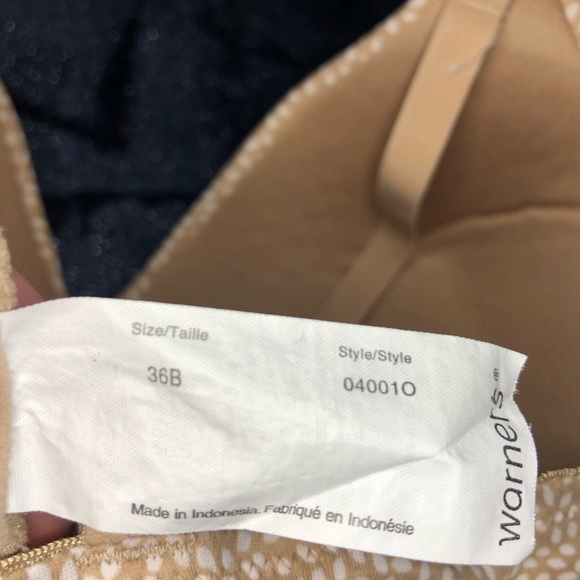 Size/Taille
36B
Style/Style
04001O
warner's®
Made in Indonesia. Fabriqué en Indonésie